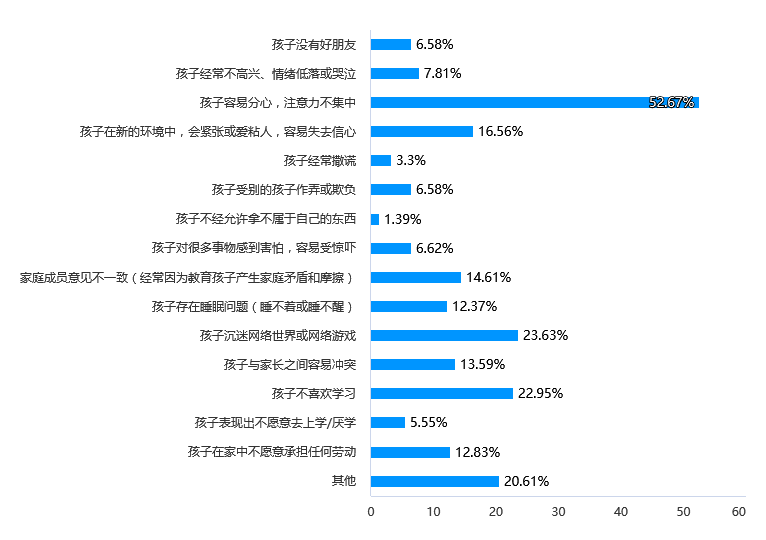 孩子没有好朋友 6.58%
孩子经常不高兴、情绪低落或哭泣 7.81%
孩子容易分心，注意力不集中 52.67%
孩子在新的环境中，会紧张或爱粘人，容易失去信心 16.56%
孩子经常撒谎 3.3%
孩子受别的孩子作弄或欺负 6.58%
孩子不经允许拿不属于自己的东西 1.39%
孩子对很多事物感到害怕，容易受惊吓 6.62%
家庭成员意见不一致（经常因为教育孩子产生家庭矛盾和摩擦） 14.61%
孩子存在睡眠问题（睡不着或睡不醒） 12.37%
孩子沉迷网络世界或网络游戏 23.63%
孩子与家长之间容易冲突 13.59%
孩子不喜欢学习 22.95%
孩子表现出不愿意去上学/厌学 5.55%
孩子在家中不愿意承担任何劳动 12.83%
其他 20.61%
0 10 20 30 40 50 60